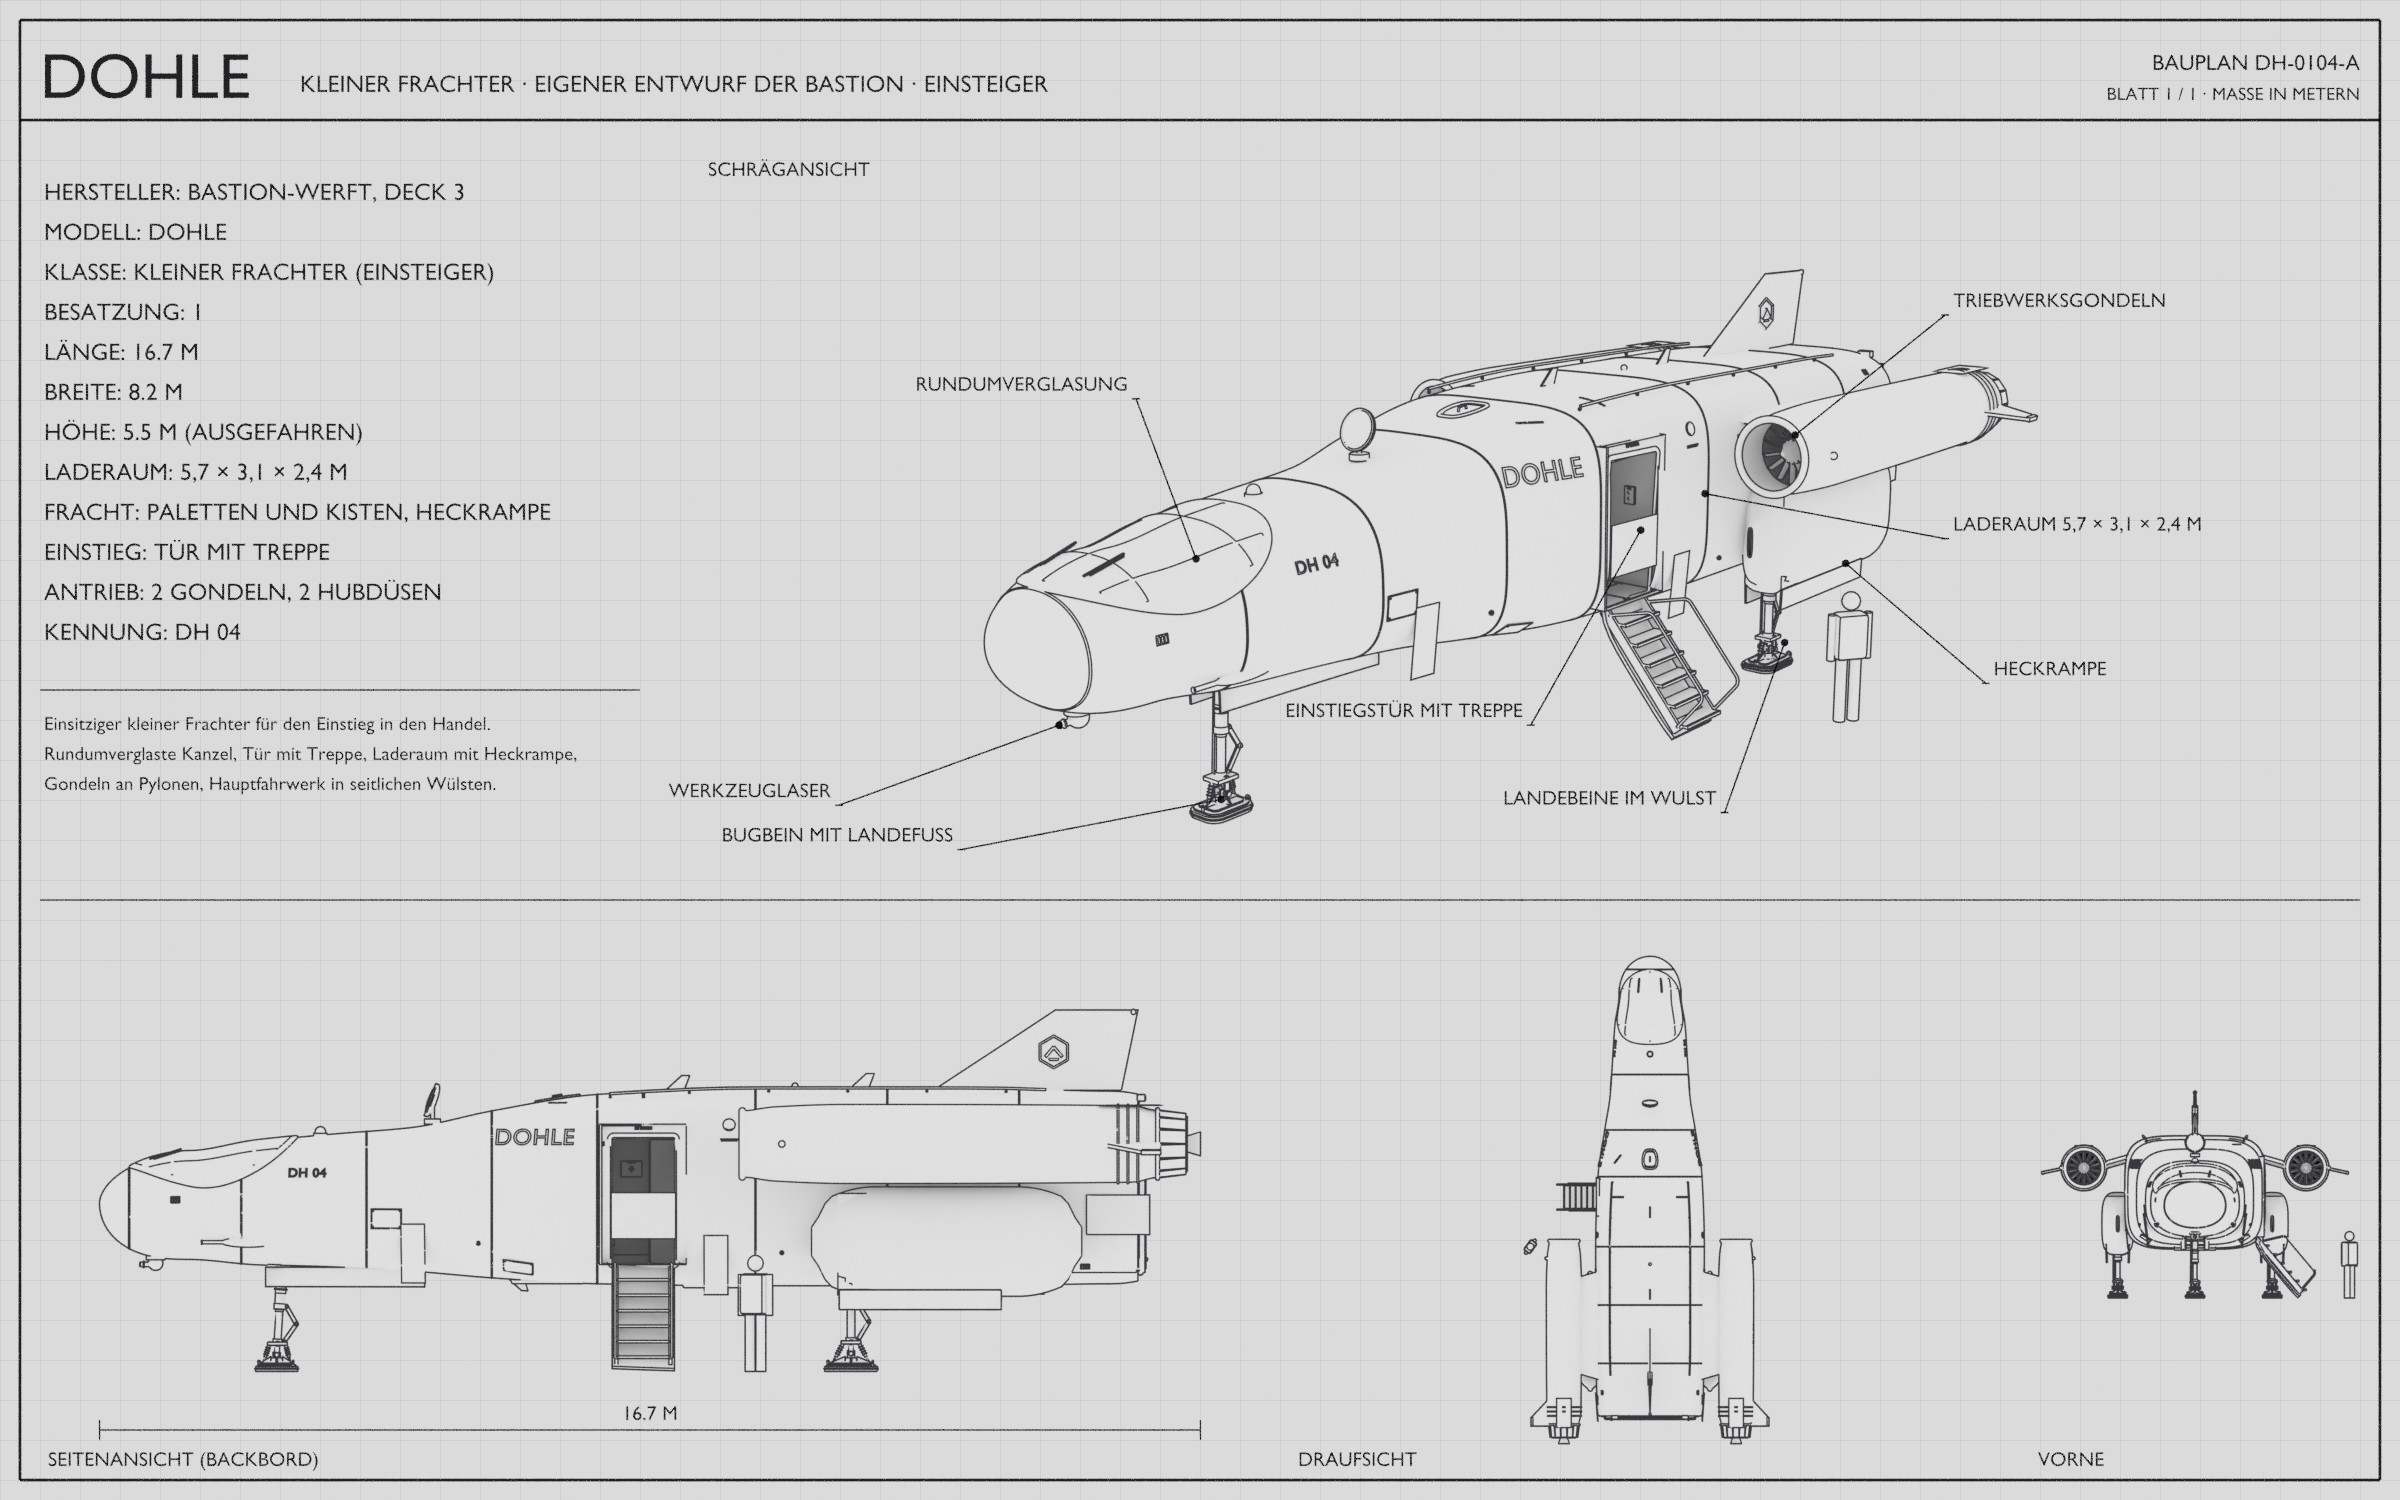 DOHLE
KLEINER FRACHTER · EIGENER ENTWURF DER BASTION · EINSTEIGER
BAUPLAN DH-0104-A
BLATT 1 / 1 · MASSE IN METERN
SCHRÄGANSICHT
HERSTELLER: BASTION-WERFT, DECK 3
MODELL: DOHLE
KLASSE: KLEINER FRACHTER (EINSTEIGER)
BESATZUNG: 1
LÄNGE: 16.7 M
BREITE: 8.2 M
HÖHE: 5.5 M (AUSGEFAHREN)
LADERAUM: 5,7 × 3,1 × 2,4 M
FRACHT: PALETTEN UND KISTEN, HECKRAMPE
EINSTIEG: TÜR MIT TREPPE
ANTRIEB: 2 GONDELN, 2 HUBDÜSEN
KENNUNG: DH 04
Einsitziger kleiner Frachter für den Einstieg in den Handel.
Rundumverglaste Kanzel, Tür mit Treppe, Laderaum mit Heckrampe,
Gondeln an Pylonen, Hauptfahrwerk in seitlichen Wülsten.
TRIEBWERKSGONDELN
RUNDUMVERGLASUNG
DOHLE
DH 04
LADERAUM 5,7 × 3,1 × 2,4 M
HECKRAMPE
EINSTIEGSTÜR MIT TREPPE
WERKZEUGLASER
LANDEBEINE IM WULST
BUGBEIN MIT LANDEFUSS
DOHLE
DH 04
16.7 M
SEITENANSICHT (BACKBORD)
DRAUFSICHT
VORNE